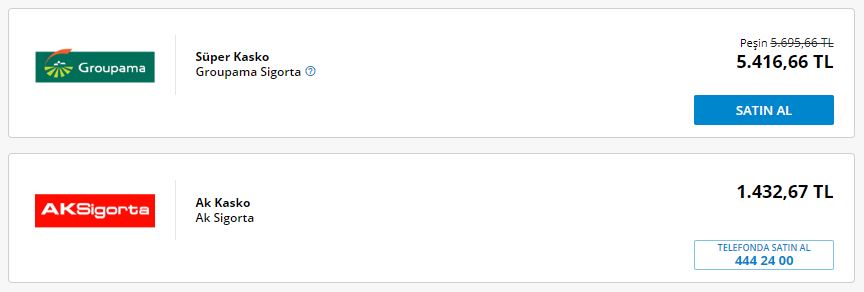 Groupama
Süper Kasko
Groupama Sigorta ?
Peşin 5.695,66 TL
5.416,66 TL
SATIN AL
AKSigorta
Ak Kasko
Ak Sigorta
1.432,67 TL
TELEFONDA SATIN AL
444 24 00